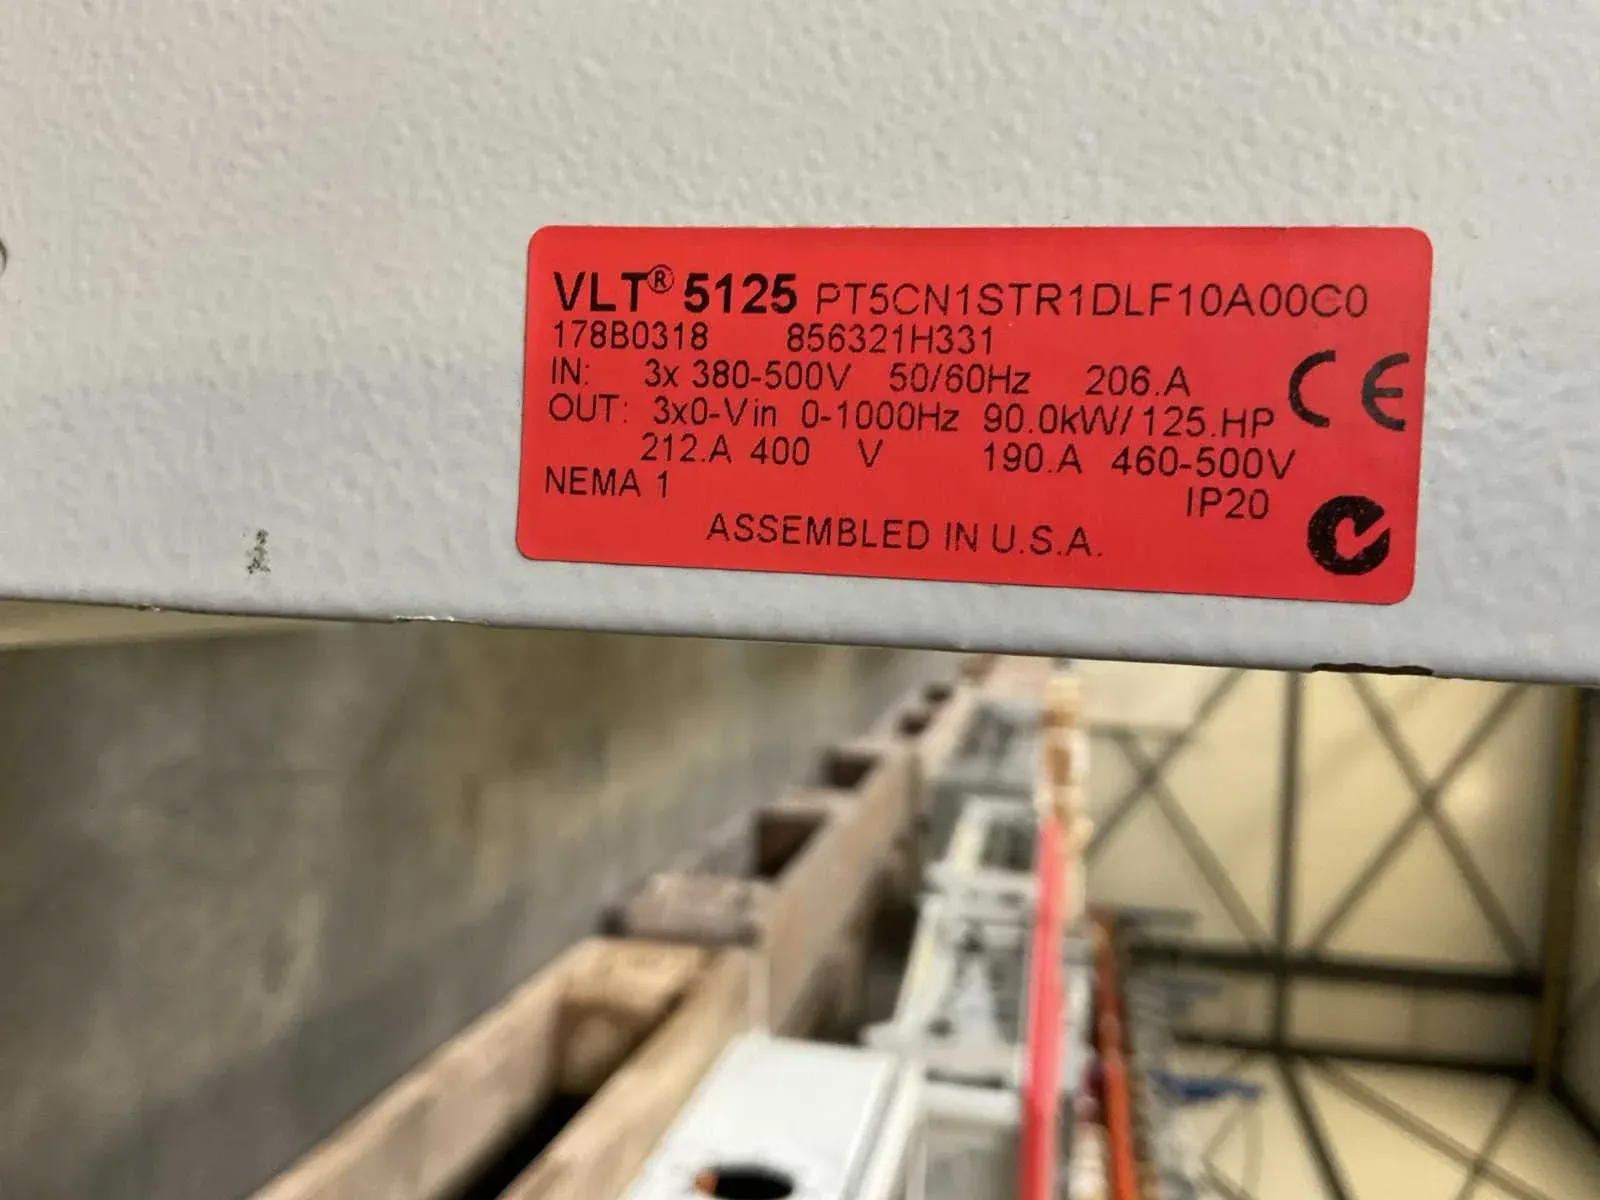 VLT® 5125 PT5CN1STR1DLF10A00C0
178B0318 856321H331
IN: 3x 380-500V 50/60Hz 206.A
OUT: 3x0-Vin 0-1000Hz 90.0kW/125.HP
212.A 400 V 190.A 460-500V
NEMA 1 IP20
ASSEMBLED IN U.S.A.
CE